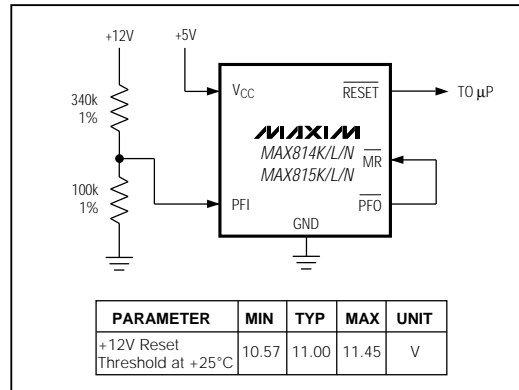 +12V
+5V
340k
1%
100k
1%
VCC
RESET
TO μP
MAXIM
MAX814K/L/N
MAX815K/L/N
MR
PFI
PFO
GND
PARAMETER MIN TYP MAX UNIT
+12V Reset
Threshold at +25°C 10.57 11.00 11.45 V